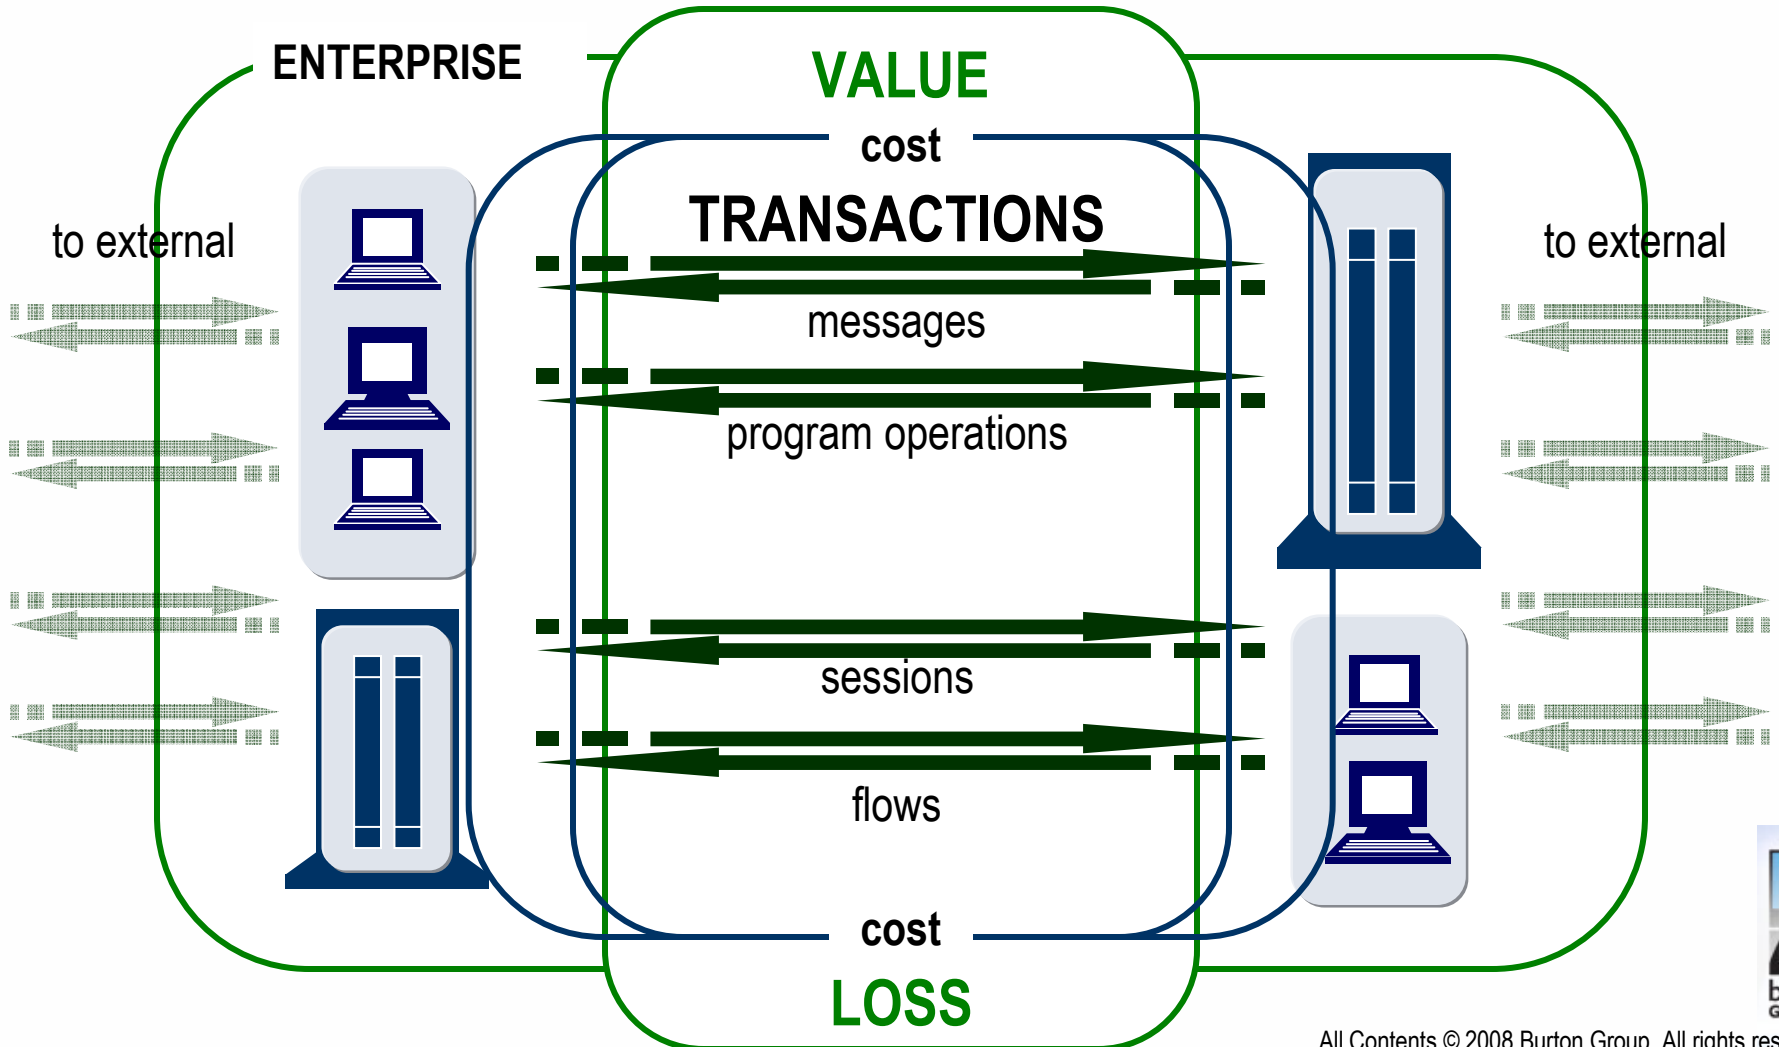 ENTERPRISE
VALUE
cost
TRANSACTIONS
to external
to external
messages
program operations
sessions
flows
cost
LOSS
All Contents © 2008 Burton Group. All rights